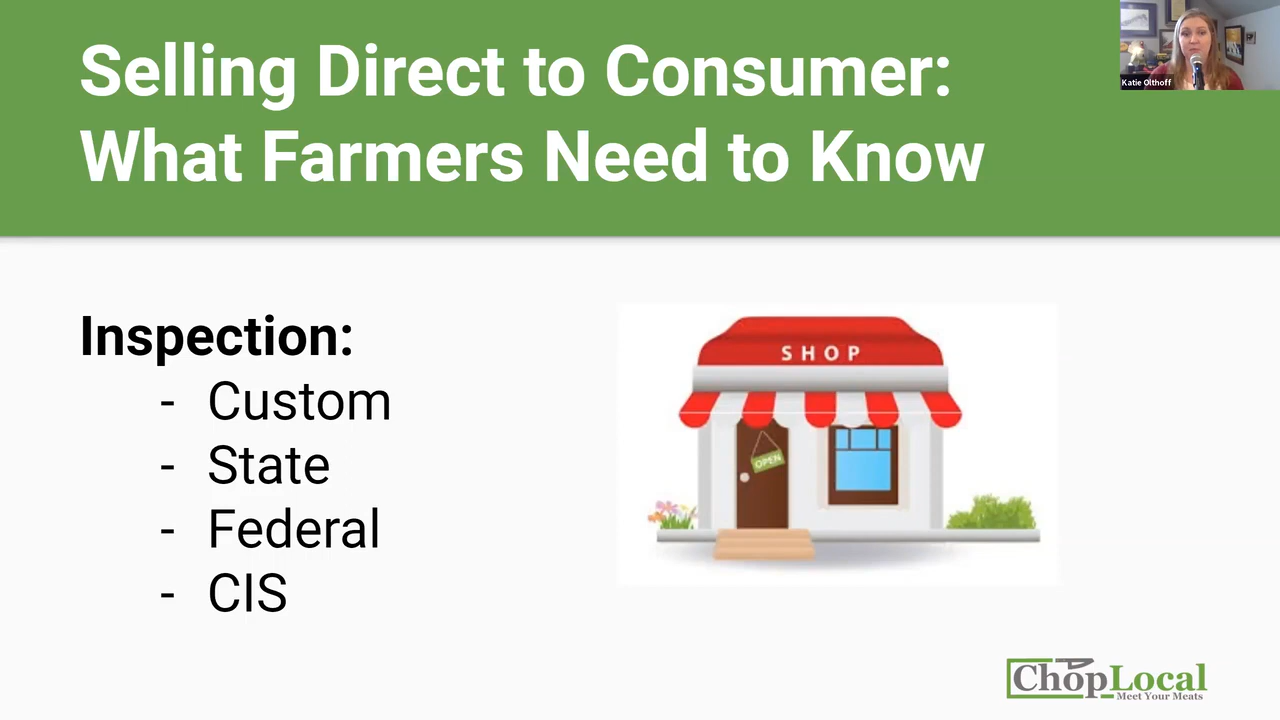 Selling Direct to Consumer:
What Farmers Need to Know
Katie Olthoff
Inspection:
- Custom
- State
- Federal
- CIS
SHOP
OPEN
ChopLocal
Meet Your Meats